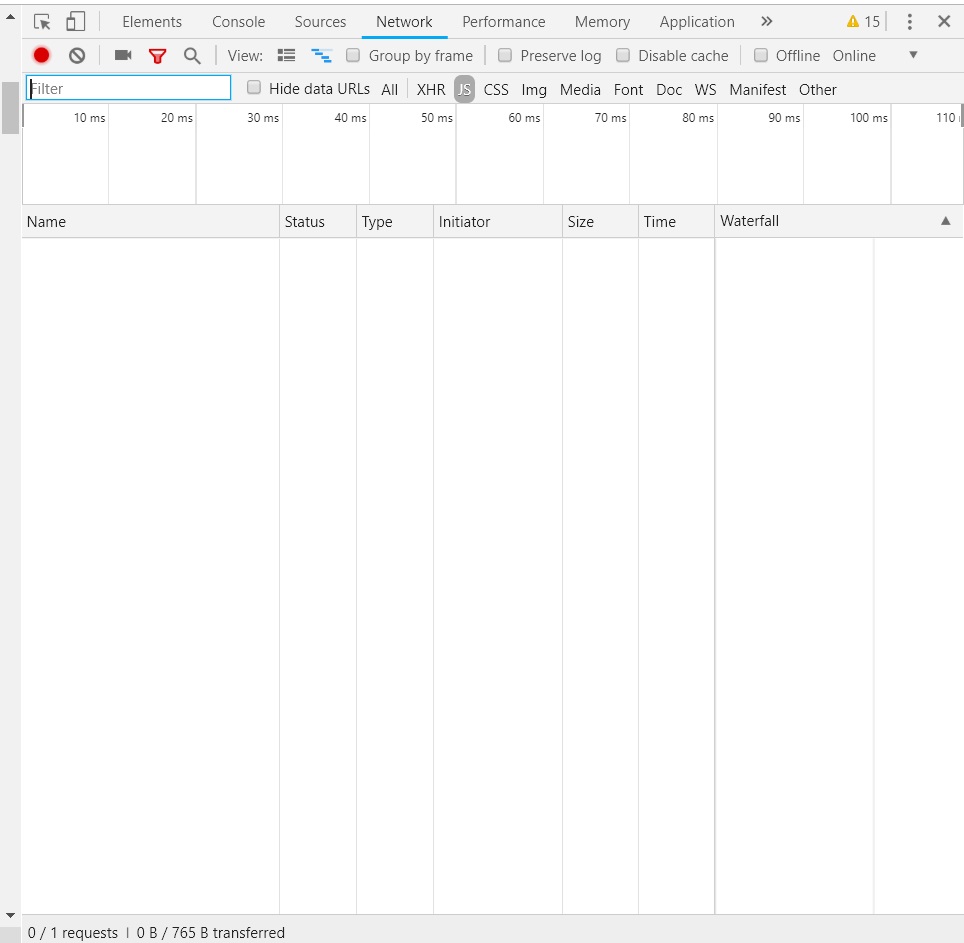 Elements Console Sources Network Performance Memory Application » 15
View: Group by frame Preserve log Disable cache Offline Online
Filter Hide data URLs All XHR JS CSS Img Media Font Doc WS Manifest Other
10 ms 20 ms 30 ms 40 ms 50 ms 60 ms 70 ms 80 ms 90 ms 100 ms 110
Name Status Type Initiator Size Time Waterfall
0 / 1 requests | 0 B / 765 B transferred